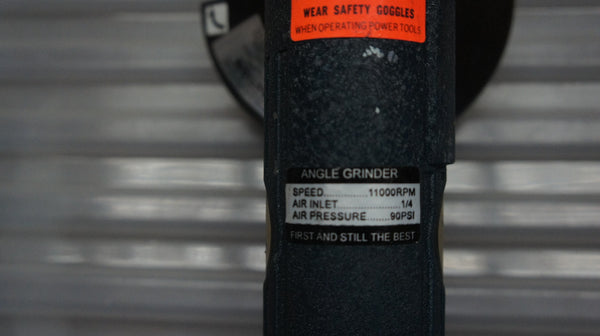 WEAR SAFETY GOGGLES
WHEN OPERATING POWER TOOLS
ANGLE GRINDER
SPEED..............11000RPM
AIR INLET..................1/4
AIR PRESSURE.......90PSI
FIRST AND STILL THE BEST